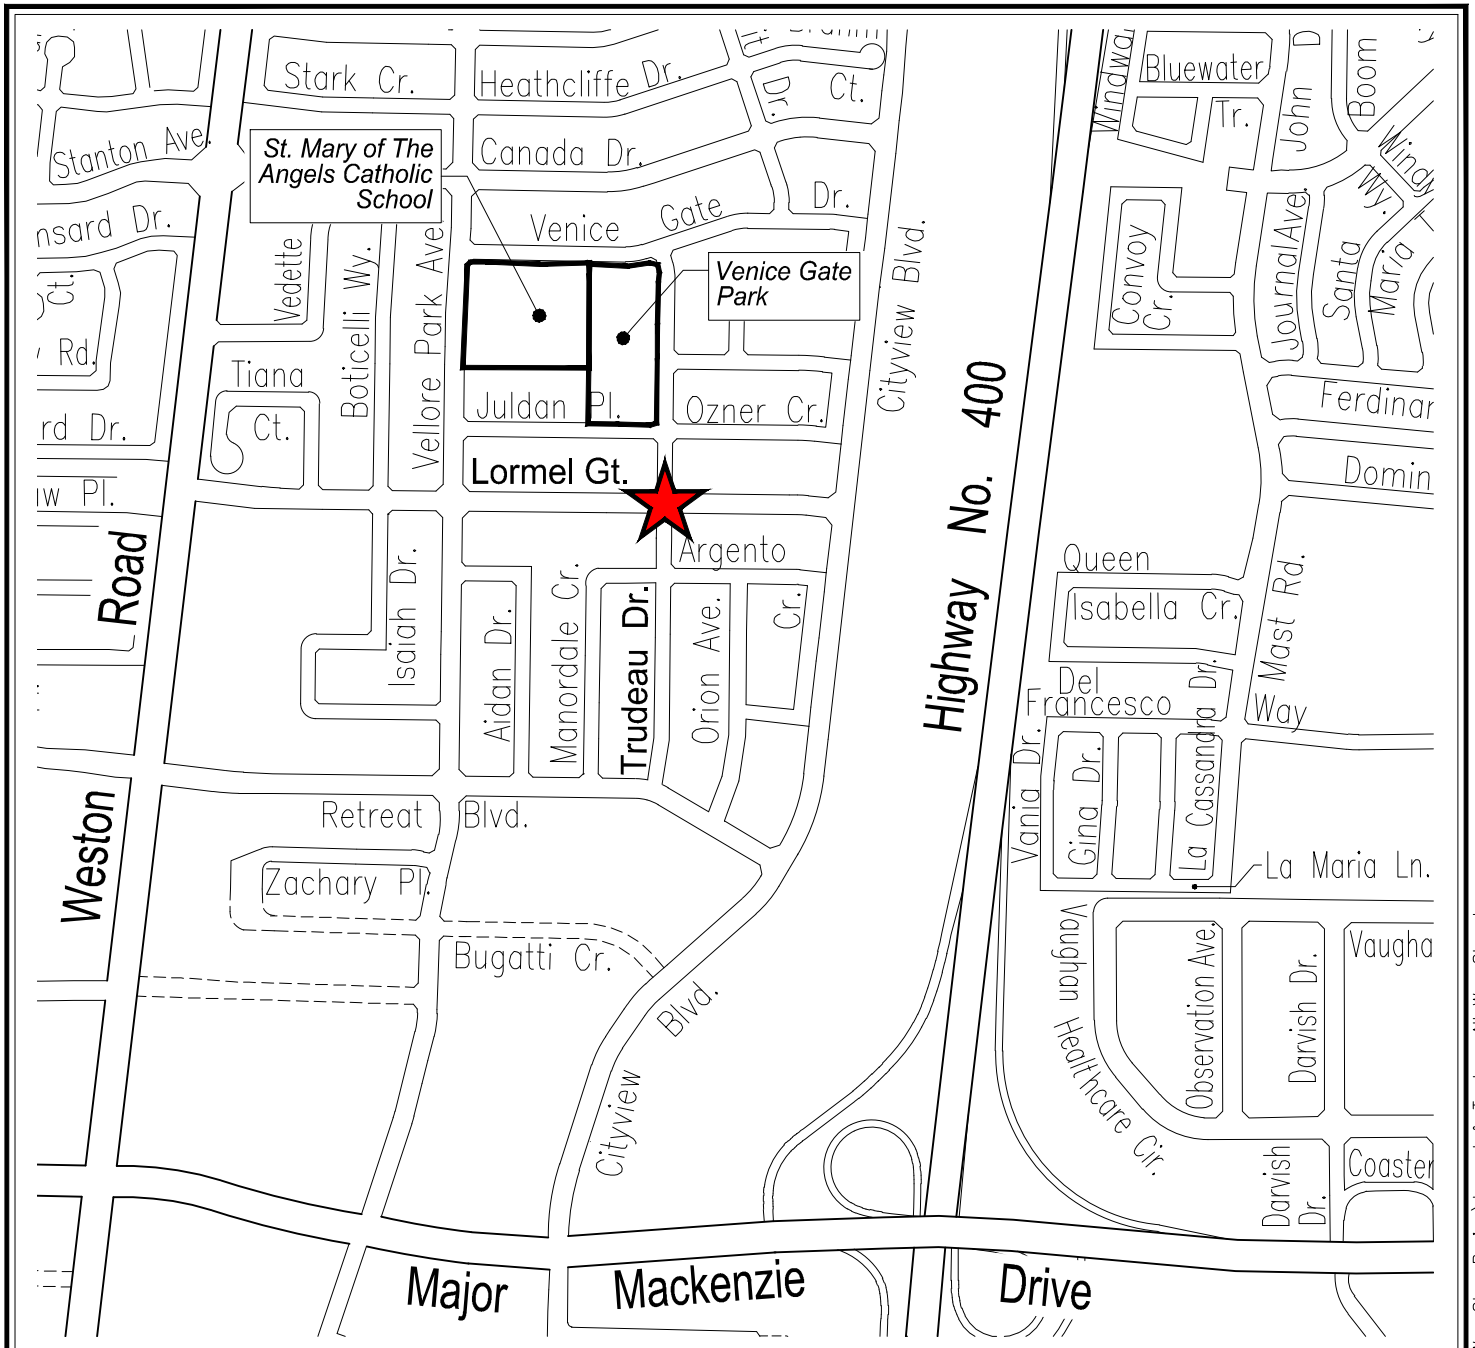 Stark Cr.
Heathcliffe Dr.
Dr.
Ct.
Bluewater
Tr.
John D
Boom
Stanton Ave.
St. Mary of The
Angels Catholic
School
Canada Dr.
Wy.
Venice Gate
Dr.
nsard Dr.
Ct.
Rd.
Vedette
Boticelli Wy.
Vellore Park Ave
Venice Gate
Park
Cityview Blvd.
Convoy
Cr.
Journal Ave.
Santa
Maria
Tiana
Ct.
rd Dr.
Juldan Pl.
Ozner Cr.
Highway No. 400
Ferdinar
w Pl.
Lormel Gt.
Domin
Road
Isaiah Dr.
Argento
Cr.
Queen
Isabella Cr.
Mast Rd.
Aidan Dr.
Manordale Cr.
Trudeau Dr.
Orion Ave.
Del
Francesco
Way
Vania Dr.
Gina Dr.
La Cassandra Dr.
La Maria Ln.
Weston
Retreat Blvd.
Zachary Pl.
Bugatti Cr.
Vaughan Healthcare Cir.
Observation Ave.
Darvish Dr.
Vaugha
Blvd.
Cityview
Darvish
Dr.
Coaster
Major Mackenzie Drive